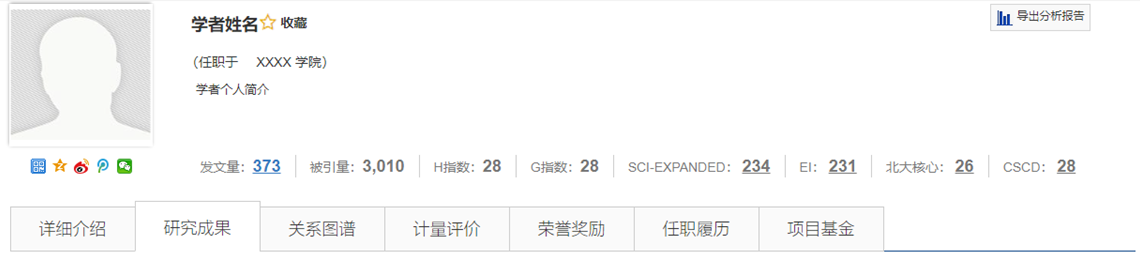 学者姓名 收藏
导出分析报告
（任职于 XXXX 学院）
学者个人简介
发文量：373 被引量：3,010 H指数：28 G指数：28 SCI-EXPANDED：234 EI：231 北大核心：26 CSCD：28
详细介绍 研究成果 关系图谱 计量评价 荣誉奖励 任职履历 项目基金